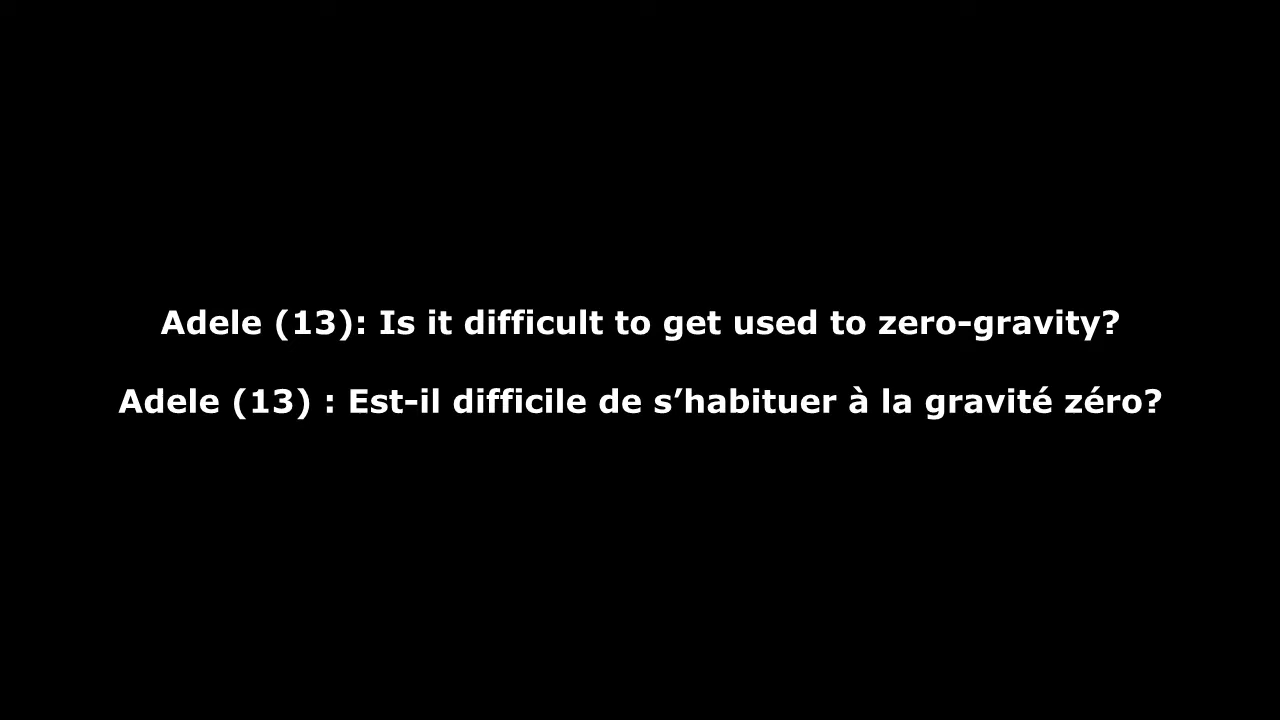 Adele (13): Is it difficult to get used to zero-gravity?
Adele (13) : Est-il difficile de s’habituer à la gravité zéro?